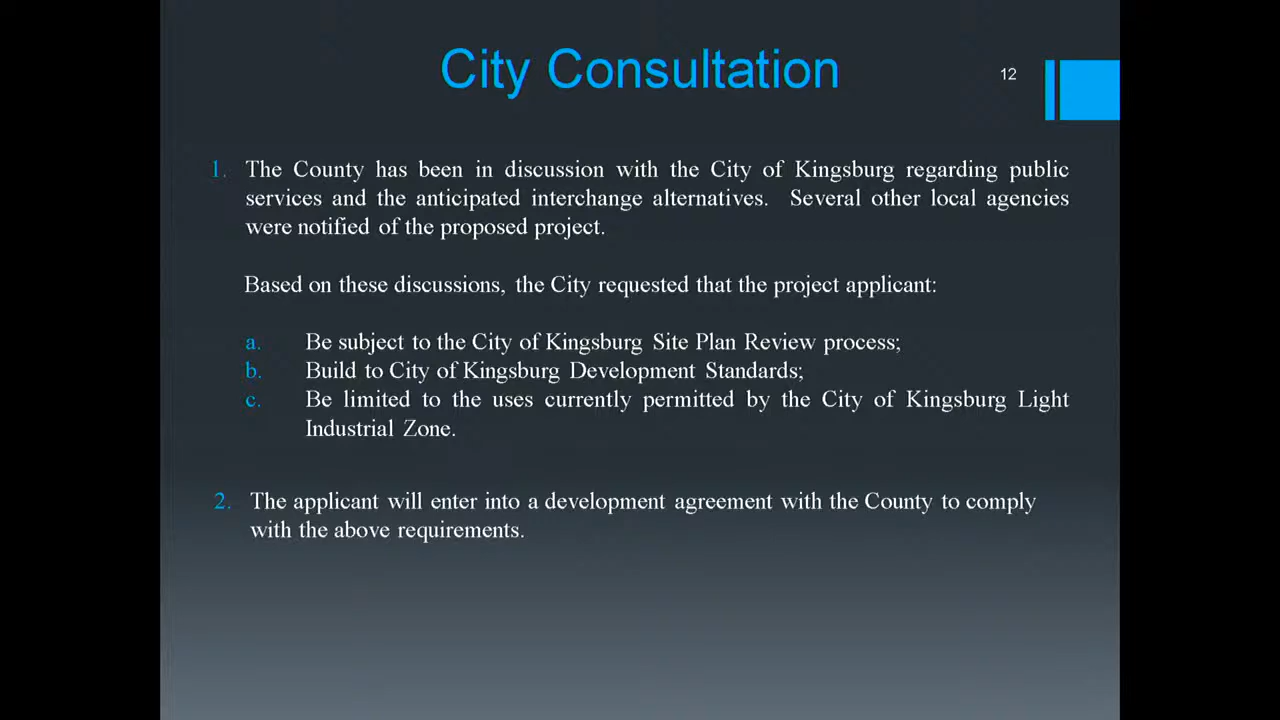 City Consultation
12
1. The County has been in discussion with the City of Kingsburg regarding public
services and the anticipated interchange alternatives. Several other local agencies
were notified of the proposed project.
Based on these discussions, the City requested that the project applicant:
a. Be subject to the City of Kingsburg Site Plan Review process;
b. Build to City of Kingsburg Development Standards;
c. Be limited to the uses currently permitted by the City of Kingsburg Light
Industrial Zone.
2. The applicant will enter into a development agreement with the County to comply
with the above requirements.